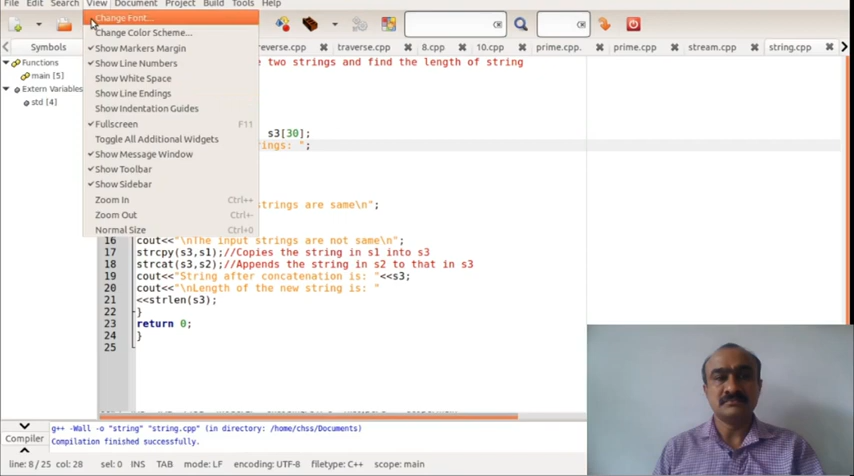 File Edit Search View Document Project Build Tools Help
Change Font...
Change Color Scheme...
Show Markers Margin
Show Line Numbers
Show White Space
Show Line Endings
Show Indentation Guides
Fullscreen F11
Toggle All Additional Widgets
Show Message Window
Show Toolbar
Show Sidebar
Zoom In Ctrl++
Zoom Out Ctrl+-
Normal Size Ctrl+0
Symbols
Functions
main [5]
Extern Variables
std [4]
everse.cpp reverse.cpp 8.cpp 10.cpp prime.cpp. prime.cpp stream.cpp string.cpp
e two strings and find the length of string
s3[30];
ings: ";
strings are same\n";
16 cout<<"\nThe input strings are not same\n";
17 strcpy(s3,s1);//Copies the string in s1 into s3
18 strcat(s3,s2);//Appends the string in s2 to that in s3
19 cout<<"String after concatenation is: "<<s3;
20 cout<<"\nLength of the new string is: "
21 <<strlen(s3);
22 }
23 return 0;
24 }
25
Compiler
g++ -Wall -o "string" "string.cpp" (in directory: /home/chss/Documents)
Compilation finished successfully.
line: 8 / 25 col: 28 sel: 0 INS TAB mode: LF encoding: UTF-8 filetype: C++ scope: main